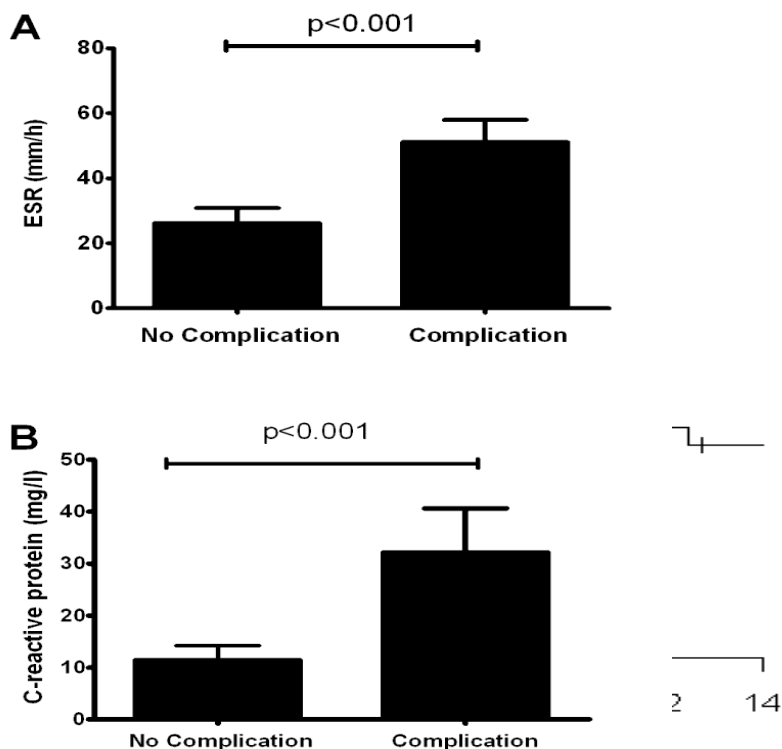 A
p<0.001
80
60
40
20
0
ESR (mm/h)
No Complication
Complication
B
p<0.001
50
40
30
20
10
0
C-reactive protein (mg/l)
No Complication
Complication
2
14